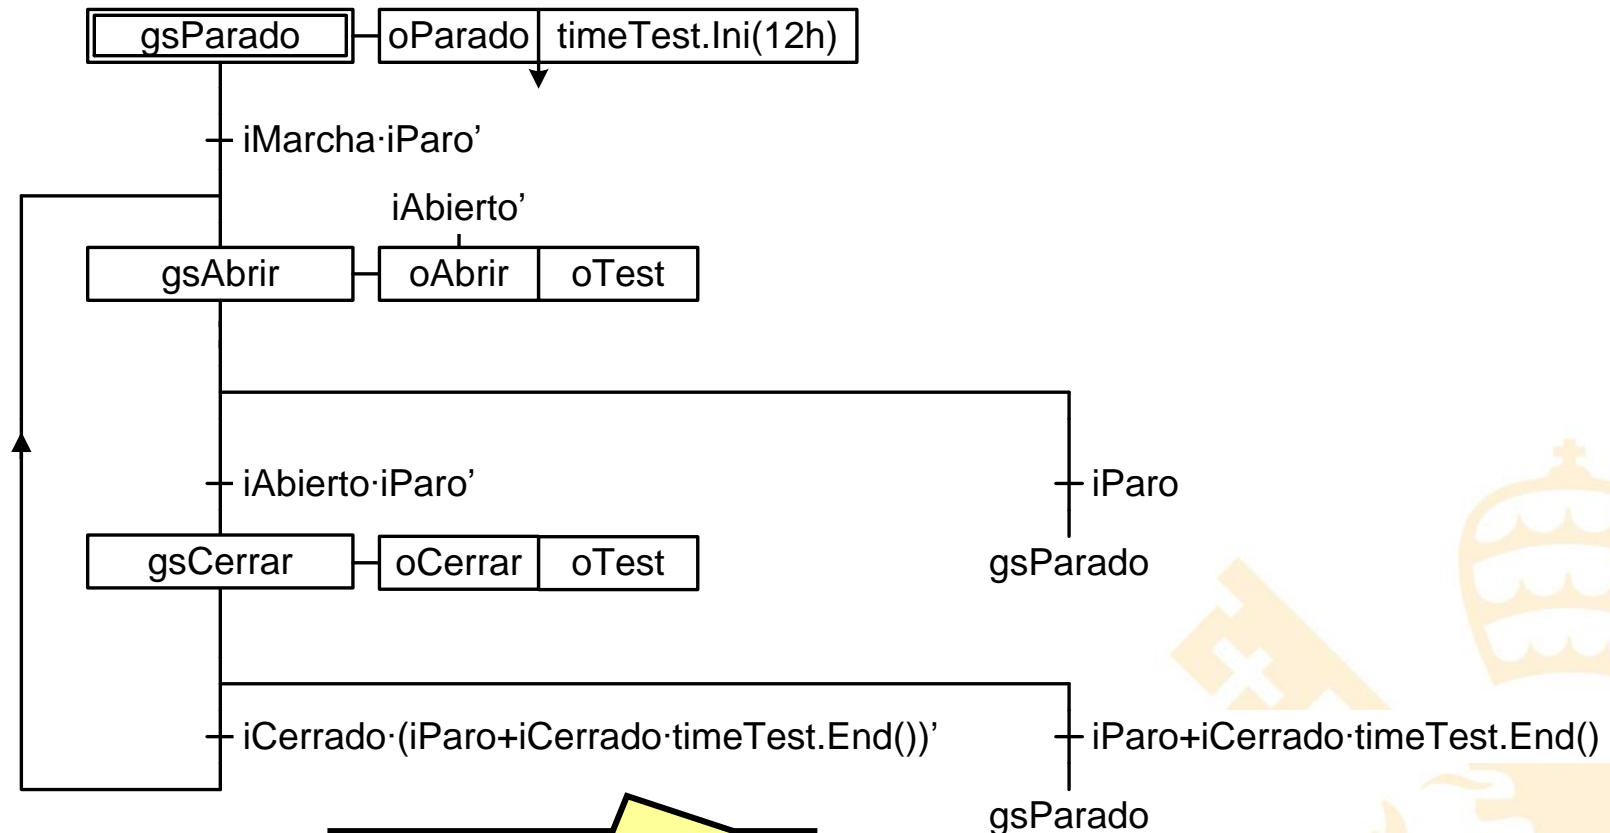 gsParado oParado timeTest.Ini(12h)
iMarcha·iParo’
iAbierto’
gsAbrir oAbrir oTest
iAbierto·iParo’ iParo
gsCerrar oCerrar oTest gsParado
iCerrado·(iParo+iCerrado·timeTest.End())’ iParo+iCerrado·timeTest.End()
gsParado